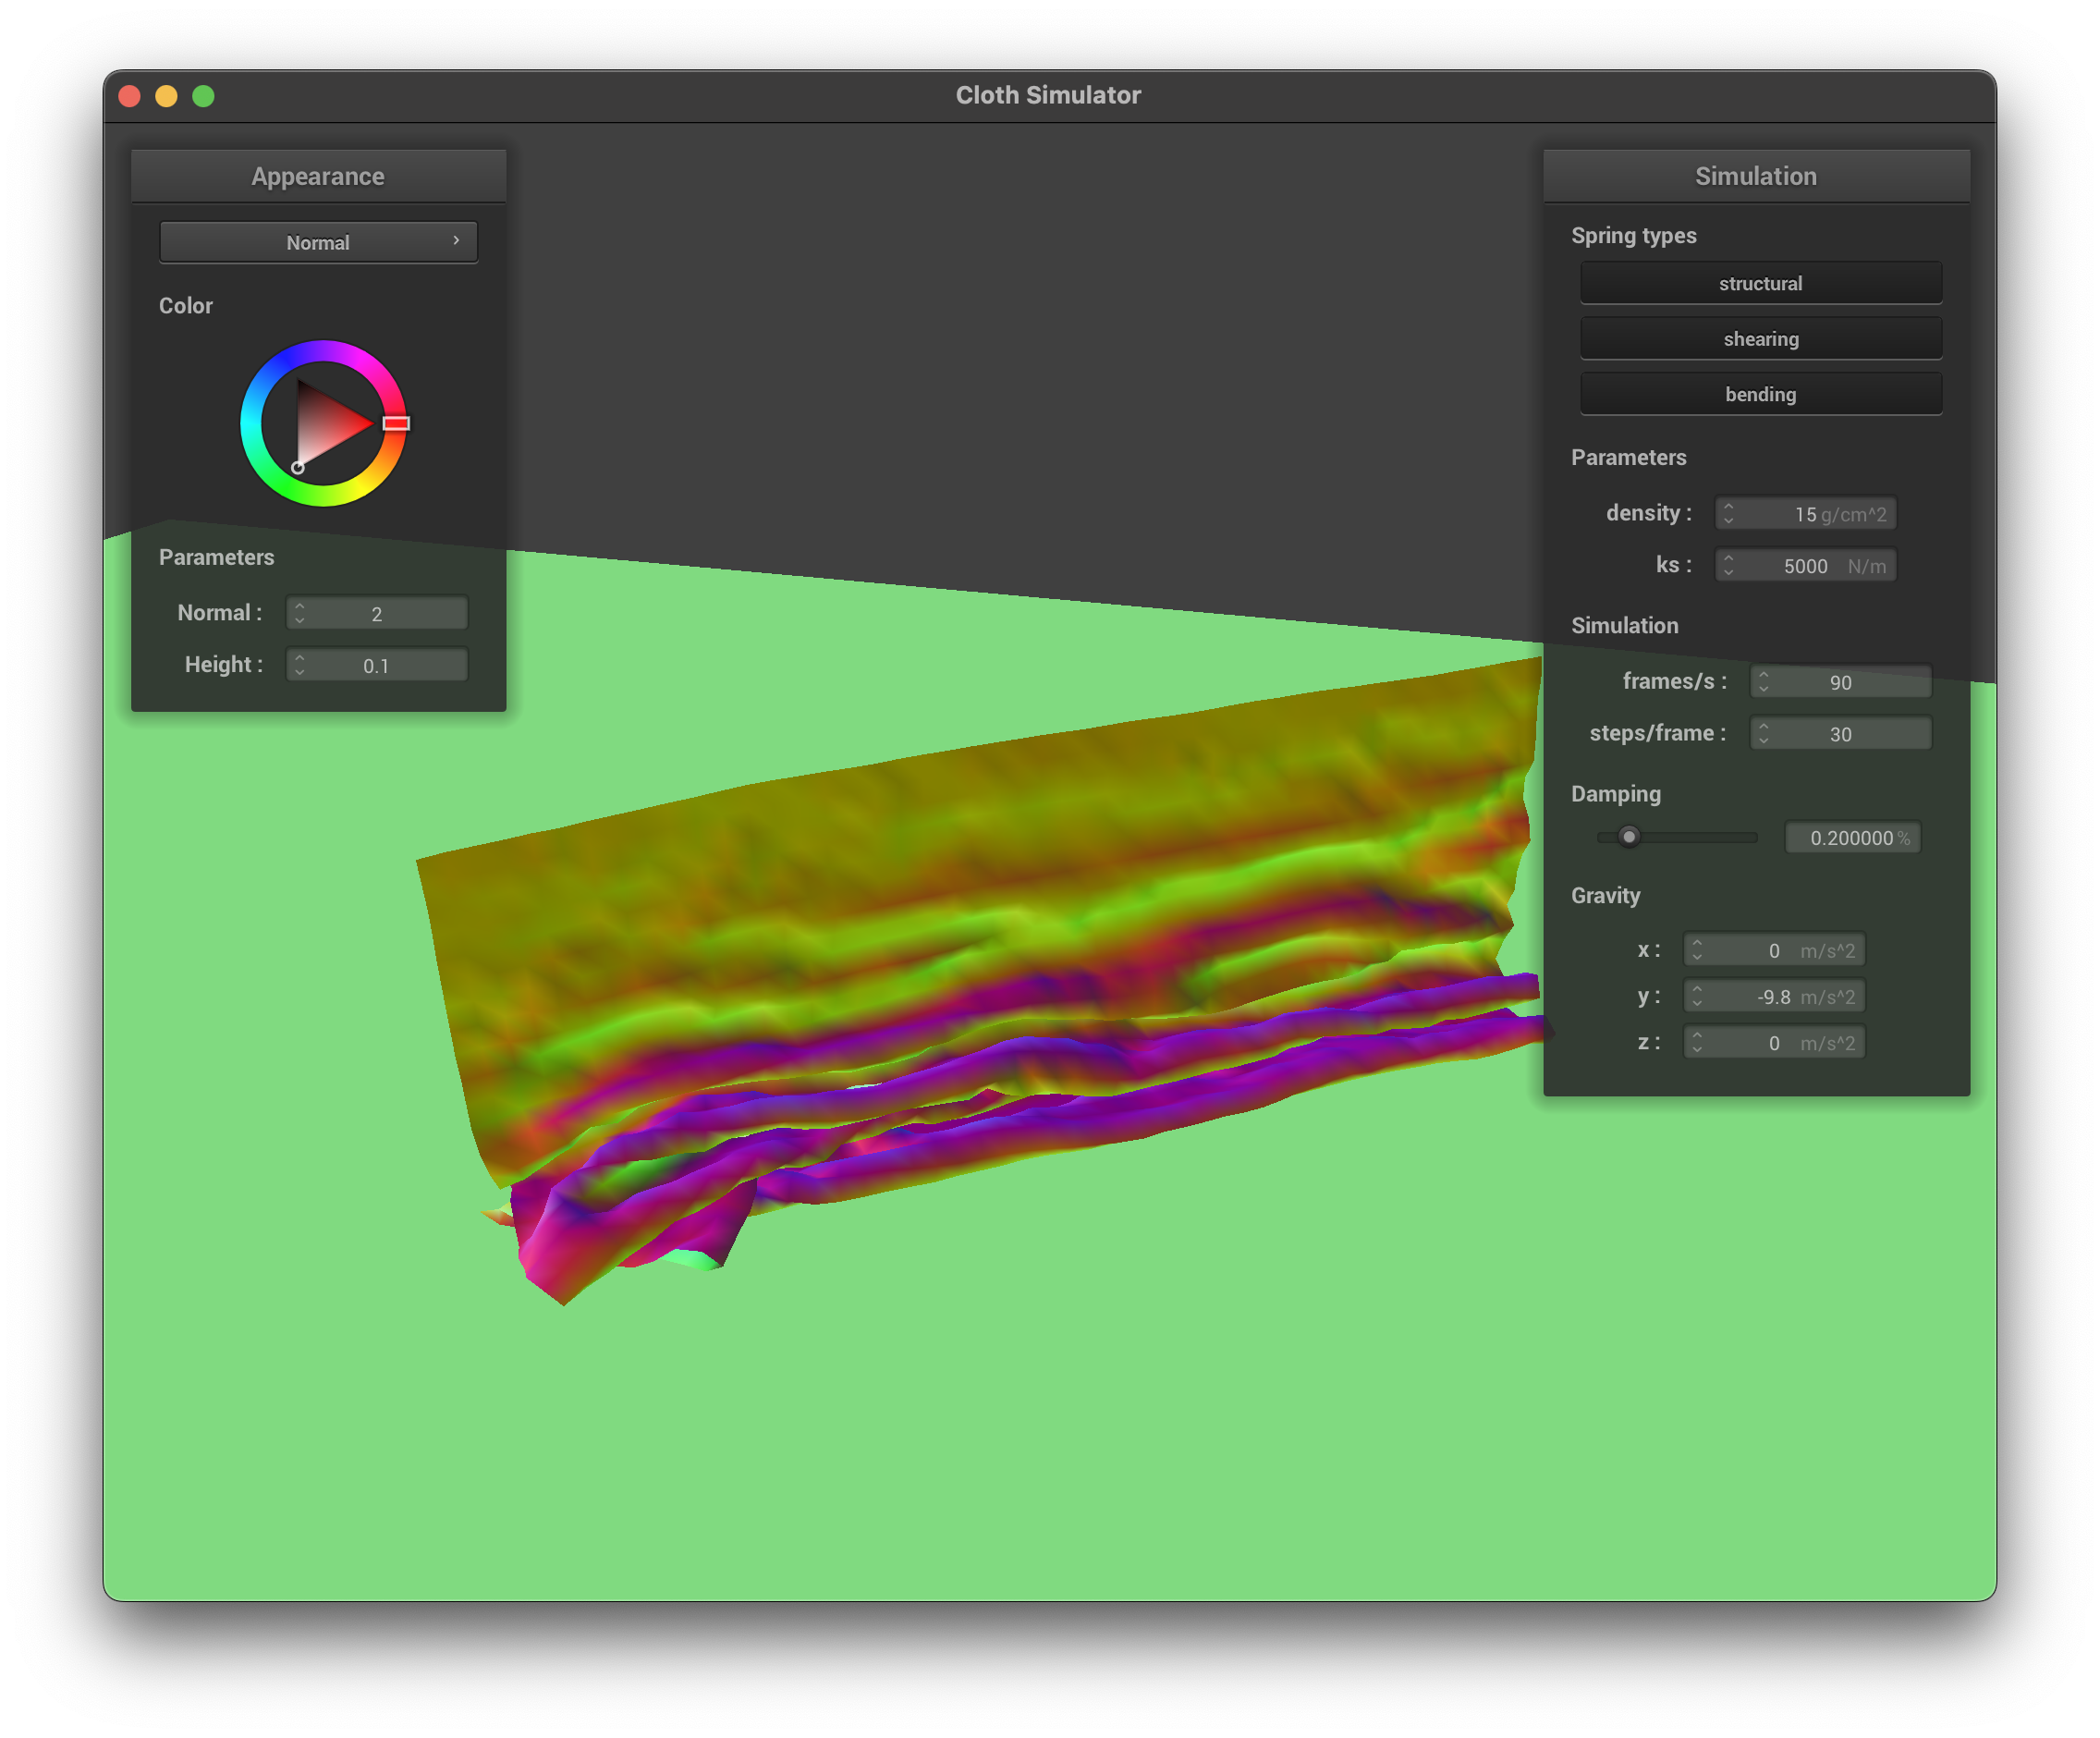 Cloth Simulator
Appearance
Normal
Color
Parameters
Normal : 2
Height : 0.1
Simulation
Spring types
structural
shearing
bending
Parameters
density : 15 g/cm^2
ks : 5000 N/m
Simulation
frames/s : 90
steps/frame : 30
Damping
0.200000 %
Gravity
x : 0 m/s^2
y : -9.8 m/s^2
z : 0 m/s^2